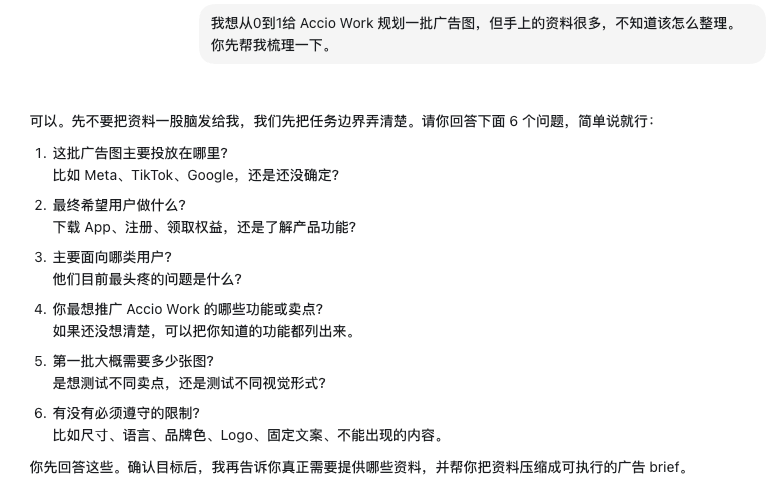 我想从0到1给 Accio Work 规划一批广告图，但手上的资料很多，不知道该怎么整理。
你先帮我梳理一下。
可以。先不要把资料一股脑发给我，我们先把任务边界弄清楚。请你回答下面 6 个问题，简单说就行：
1. 这批广告图主要投放在哪里？
比如 Meta、TikTok、Google，还是还没确定？
2. 最终希望用户做什么？
下载 App、注册、领取权益，还是了解产品功能？
3. 主要面向哪类用户？
他们目前最头疼的问题是什么？
4. 你最想推广 Accio Work 的哪些功能或卖点？
如果还没想清楚，可以把你知道的功能都列出来。
5. 第一批大概需要多少张图？
是想测试不同卖点，还是测试不同视觉形式？
6. 有没有必须遵守的限制？
比如尺寸、语言、品牌色、Logo、固定文案、不能出现的内容。
你先回答这些。确认目标后，我再告诉你真正需要提供哪些资料，并帮你把资料压缩成可执行的广告 brief。